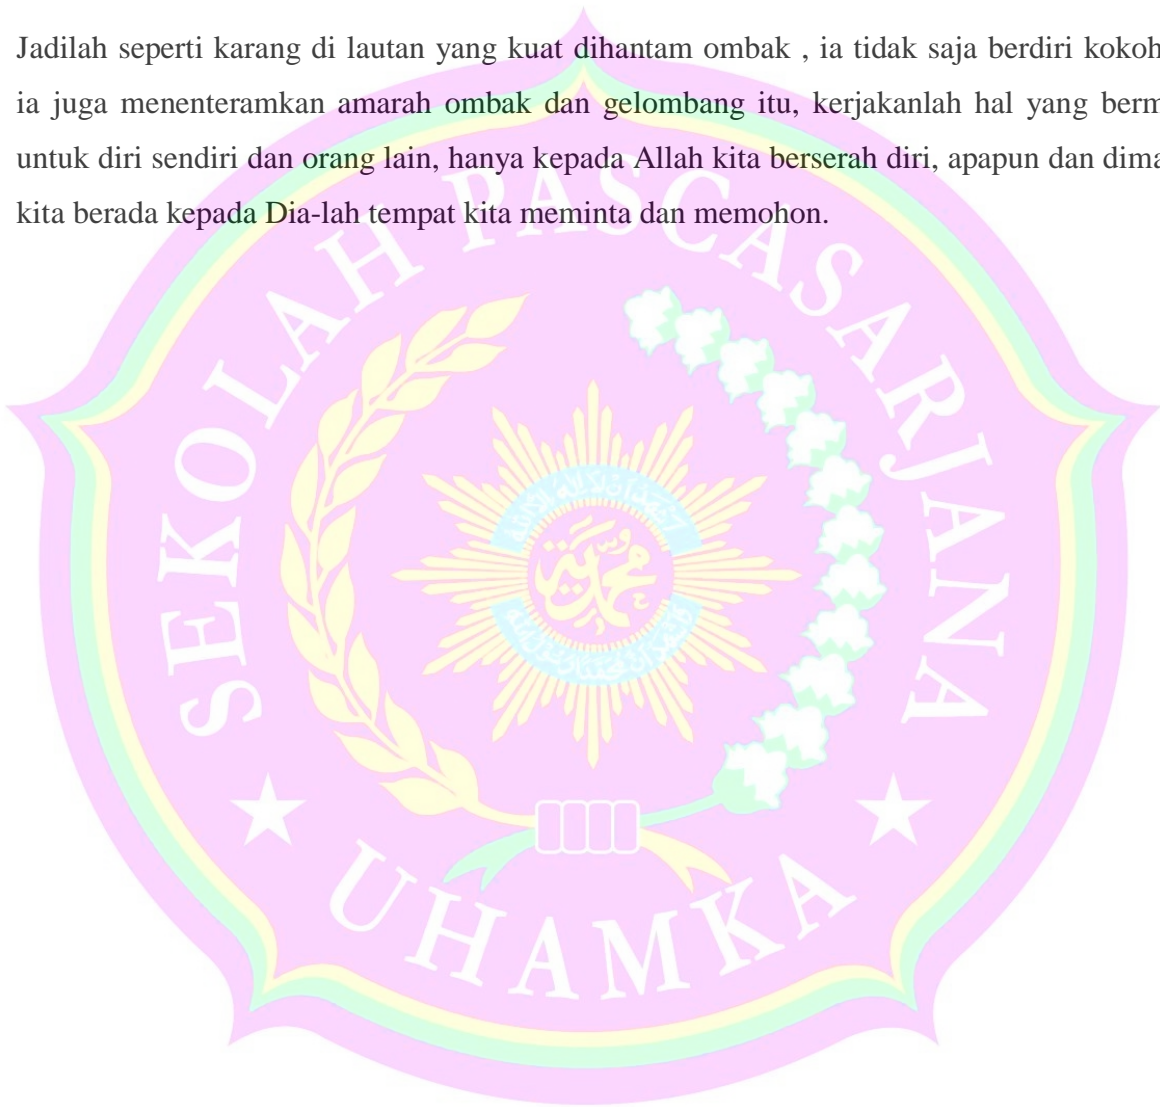 Jadilah seperti karang di lautan yang kuat dihantam ombak , ia tidak saja berdiri kokoh
ia juga menenteramkan amarah ombak dan gelombang itu, kerjakanlah hal yang berm
untuk diri sendiri dan orang lain, hanya kepada Allah kita berserah diri, apapun dan dima
kita berada kepada Dia-lah tempat kita meminta dan memohon.
SEKOLAH PASCASARJANA
UHAMKA